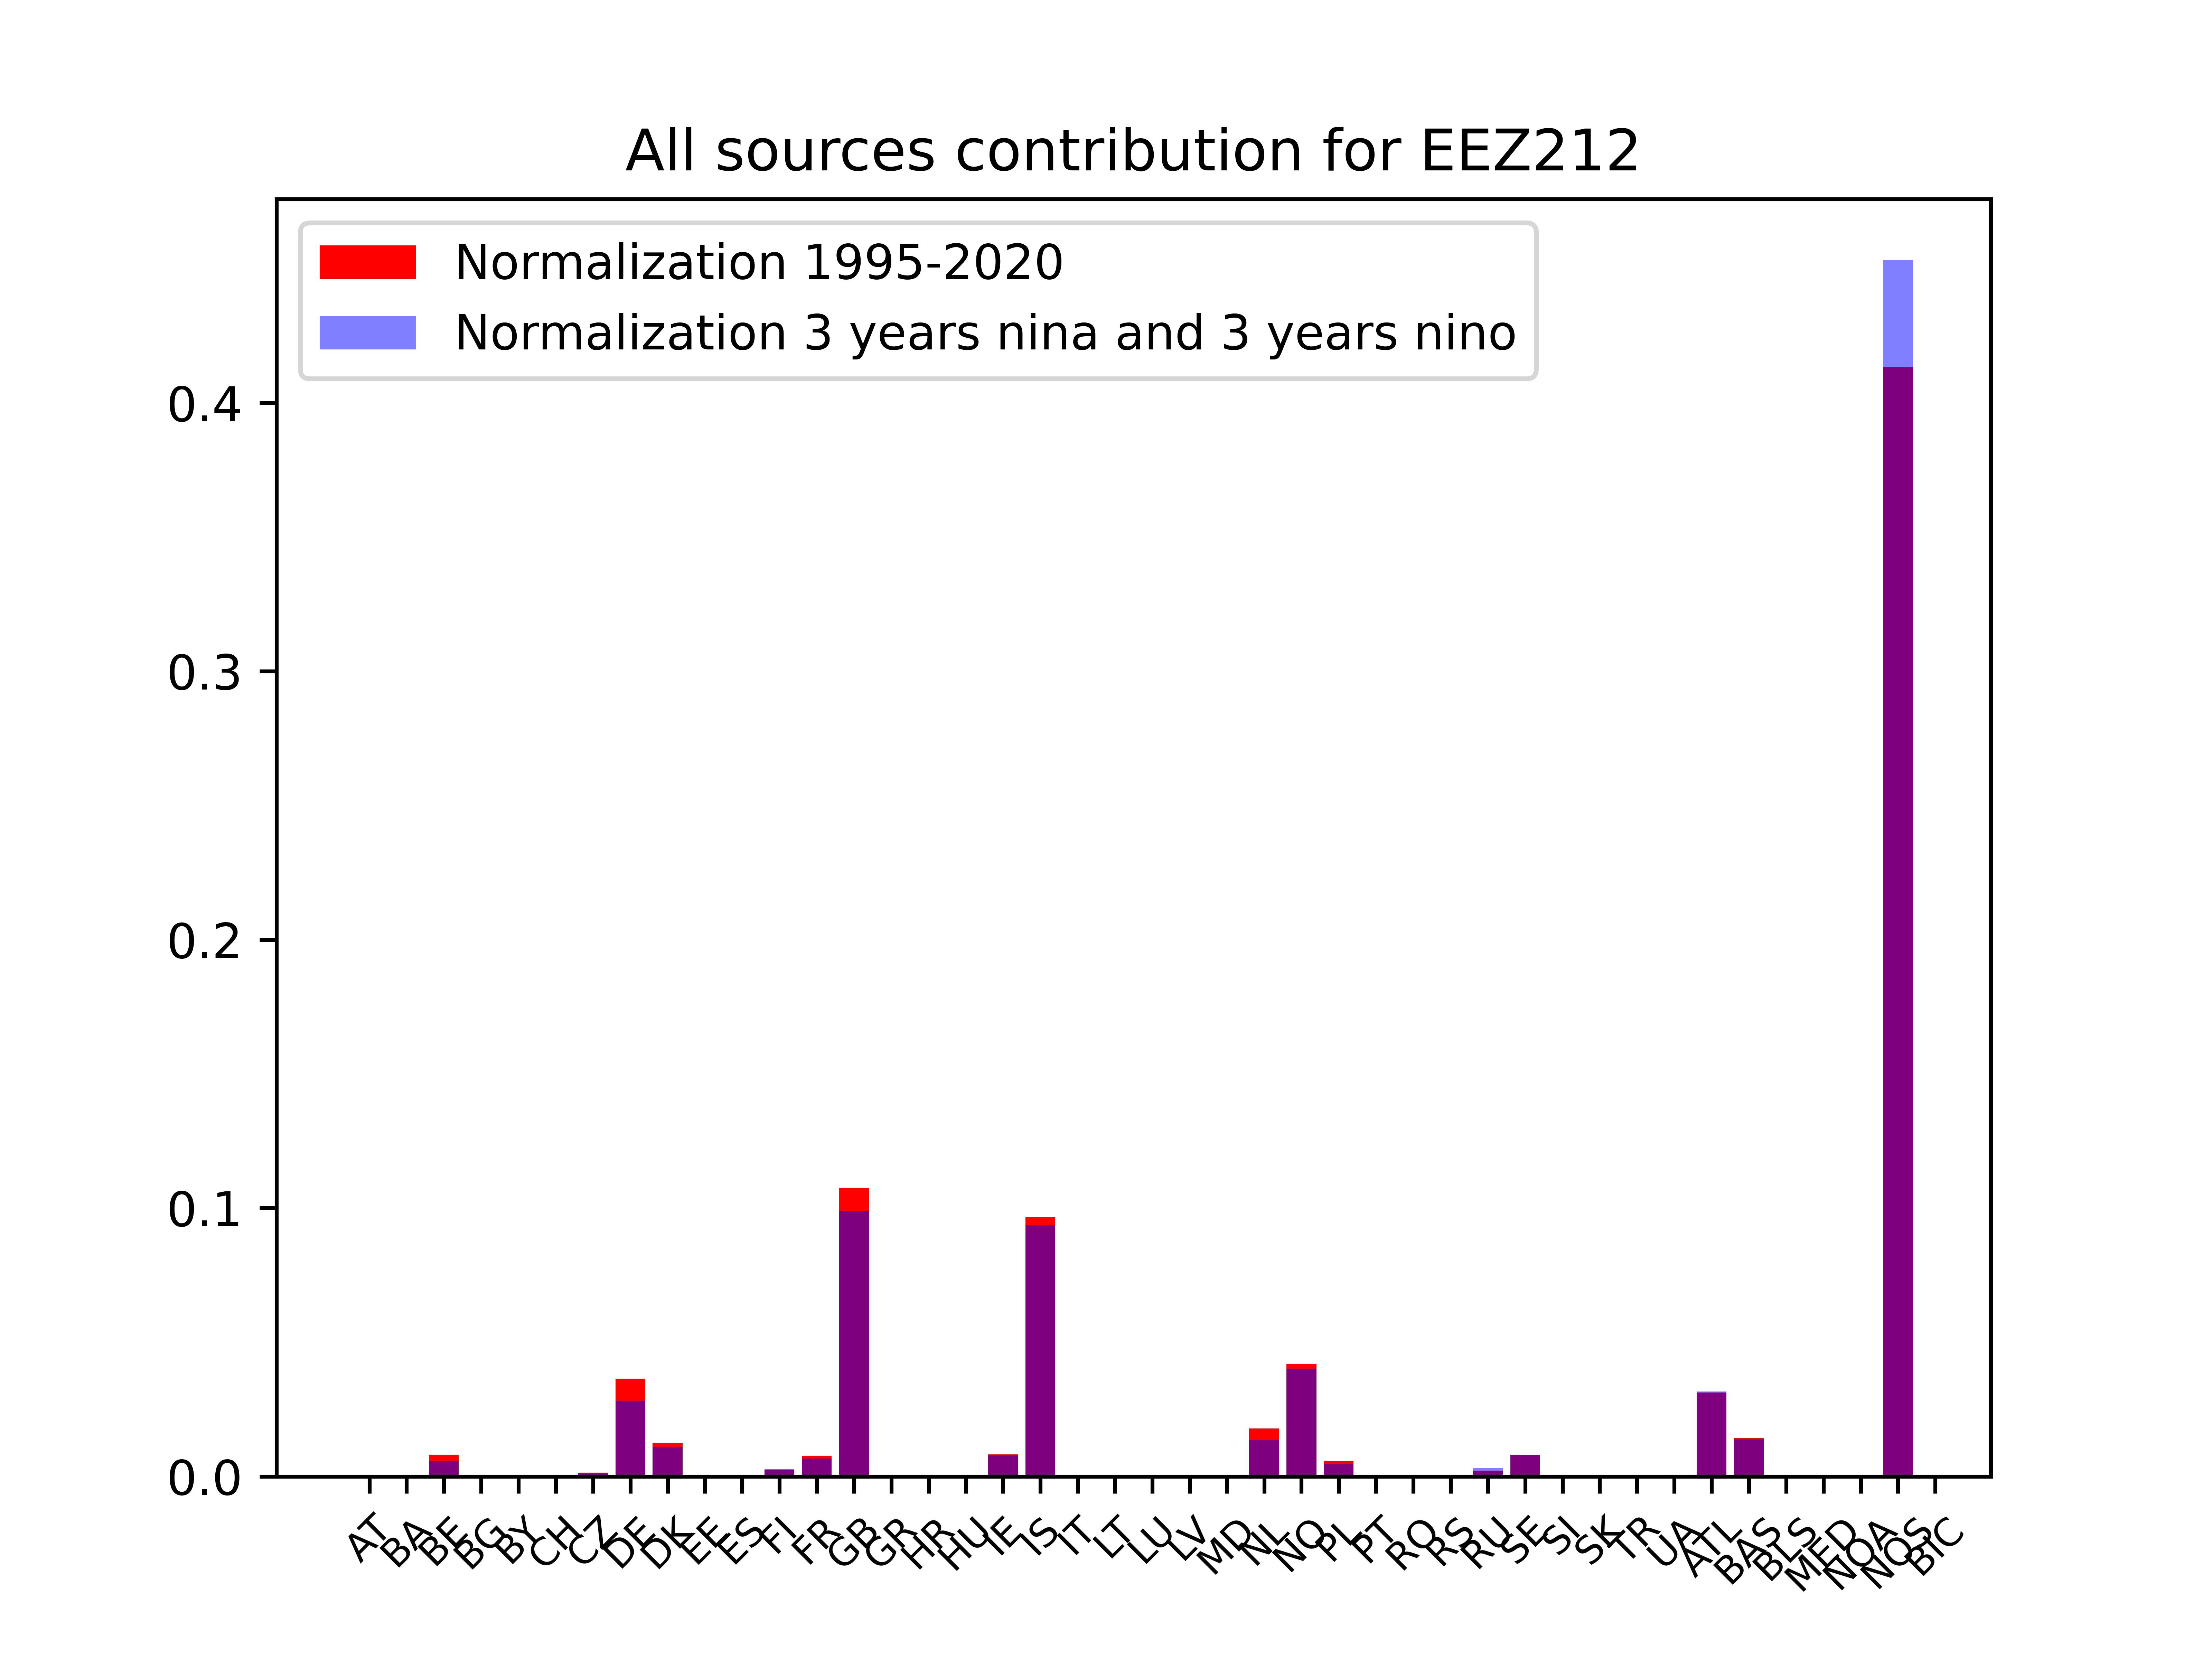 All sources contribution for EEZ212
Normalization 1995-2020
Normalization 3 years nina and 3 years nino
0.4
0.3
0.2
0.1
0.0
AT BA BE BG BY CH CZ DE DK EE ES FI FR GB GR HR HU IE IS IT LT LU LV MD NL NO PL PT RO RS RU SE SI SK TR UA ATL BAS BLS MED NOA NOS BIC